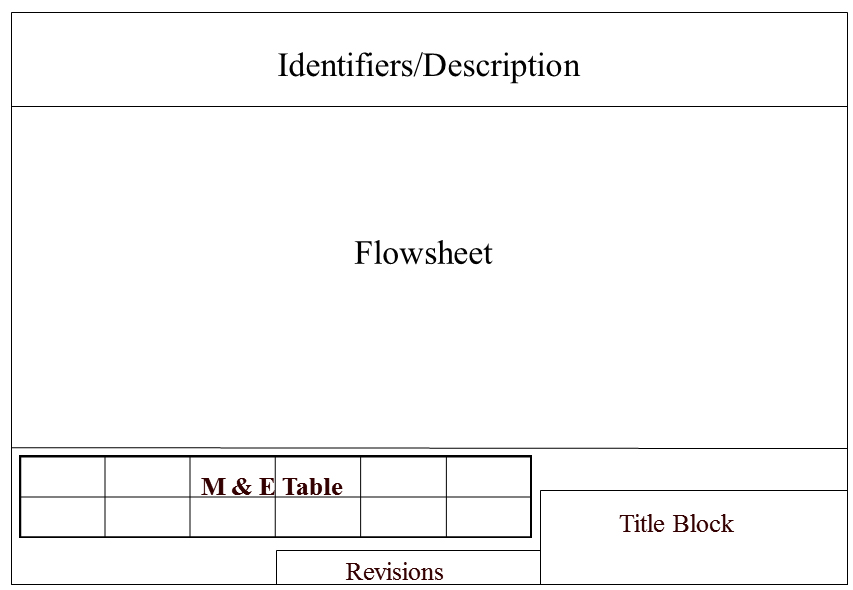 Identifiers/Description
Flowsheet
M & E Table
Title Block
Revisions